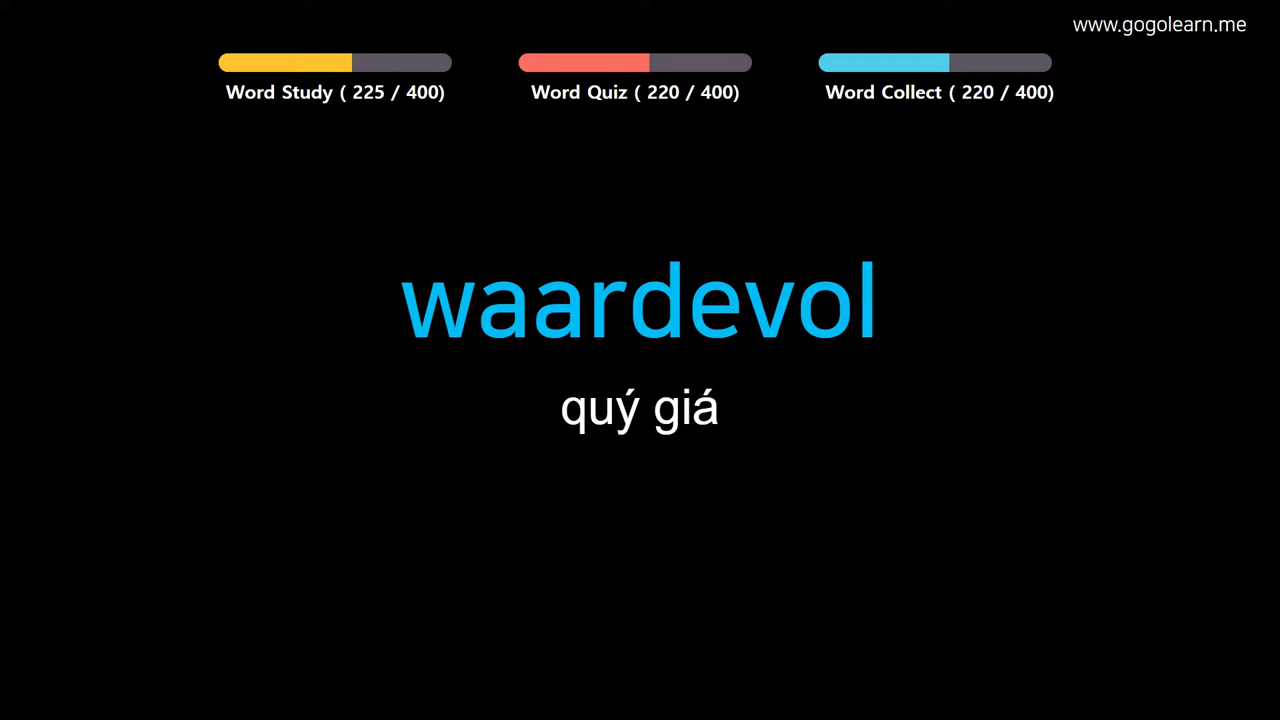 www.gogolearn.me
Word Study ( 225 / 400)
Word Quiz ( 220 / 400)
Word Collect ( 220 / 400)
waardevol
quý giá